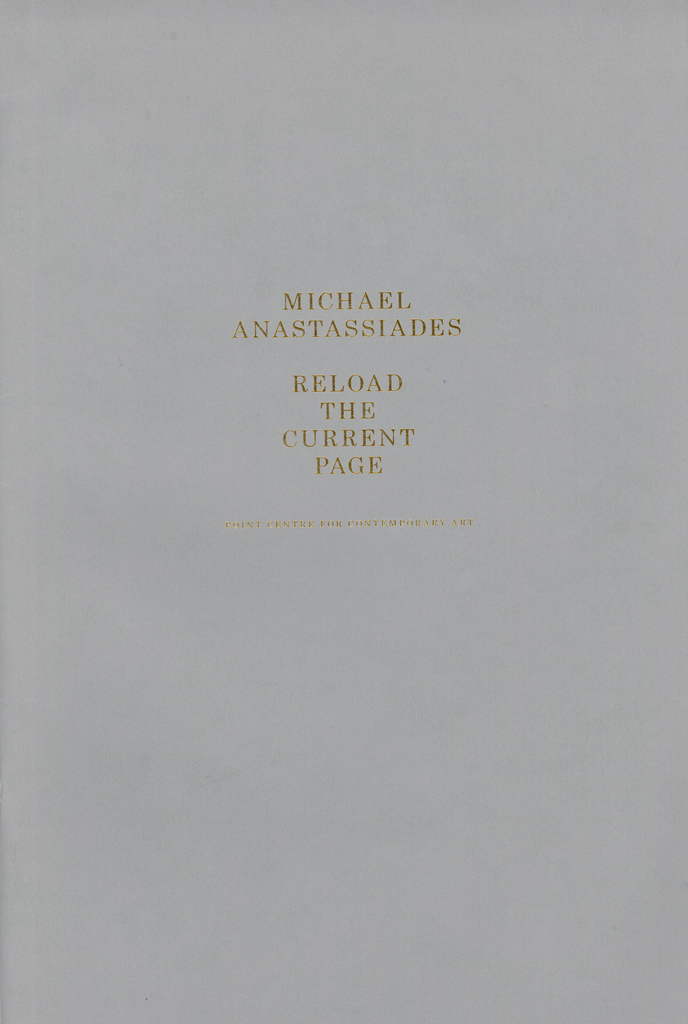 MICHAEL
ANASTASSIADES
RELOAD
THE
CURRENT
PAGE
POINT CENTRE FOR CONTEMPORARY ART